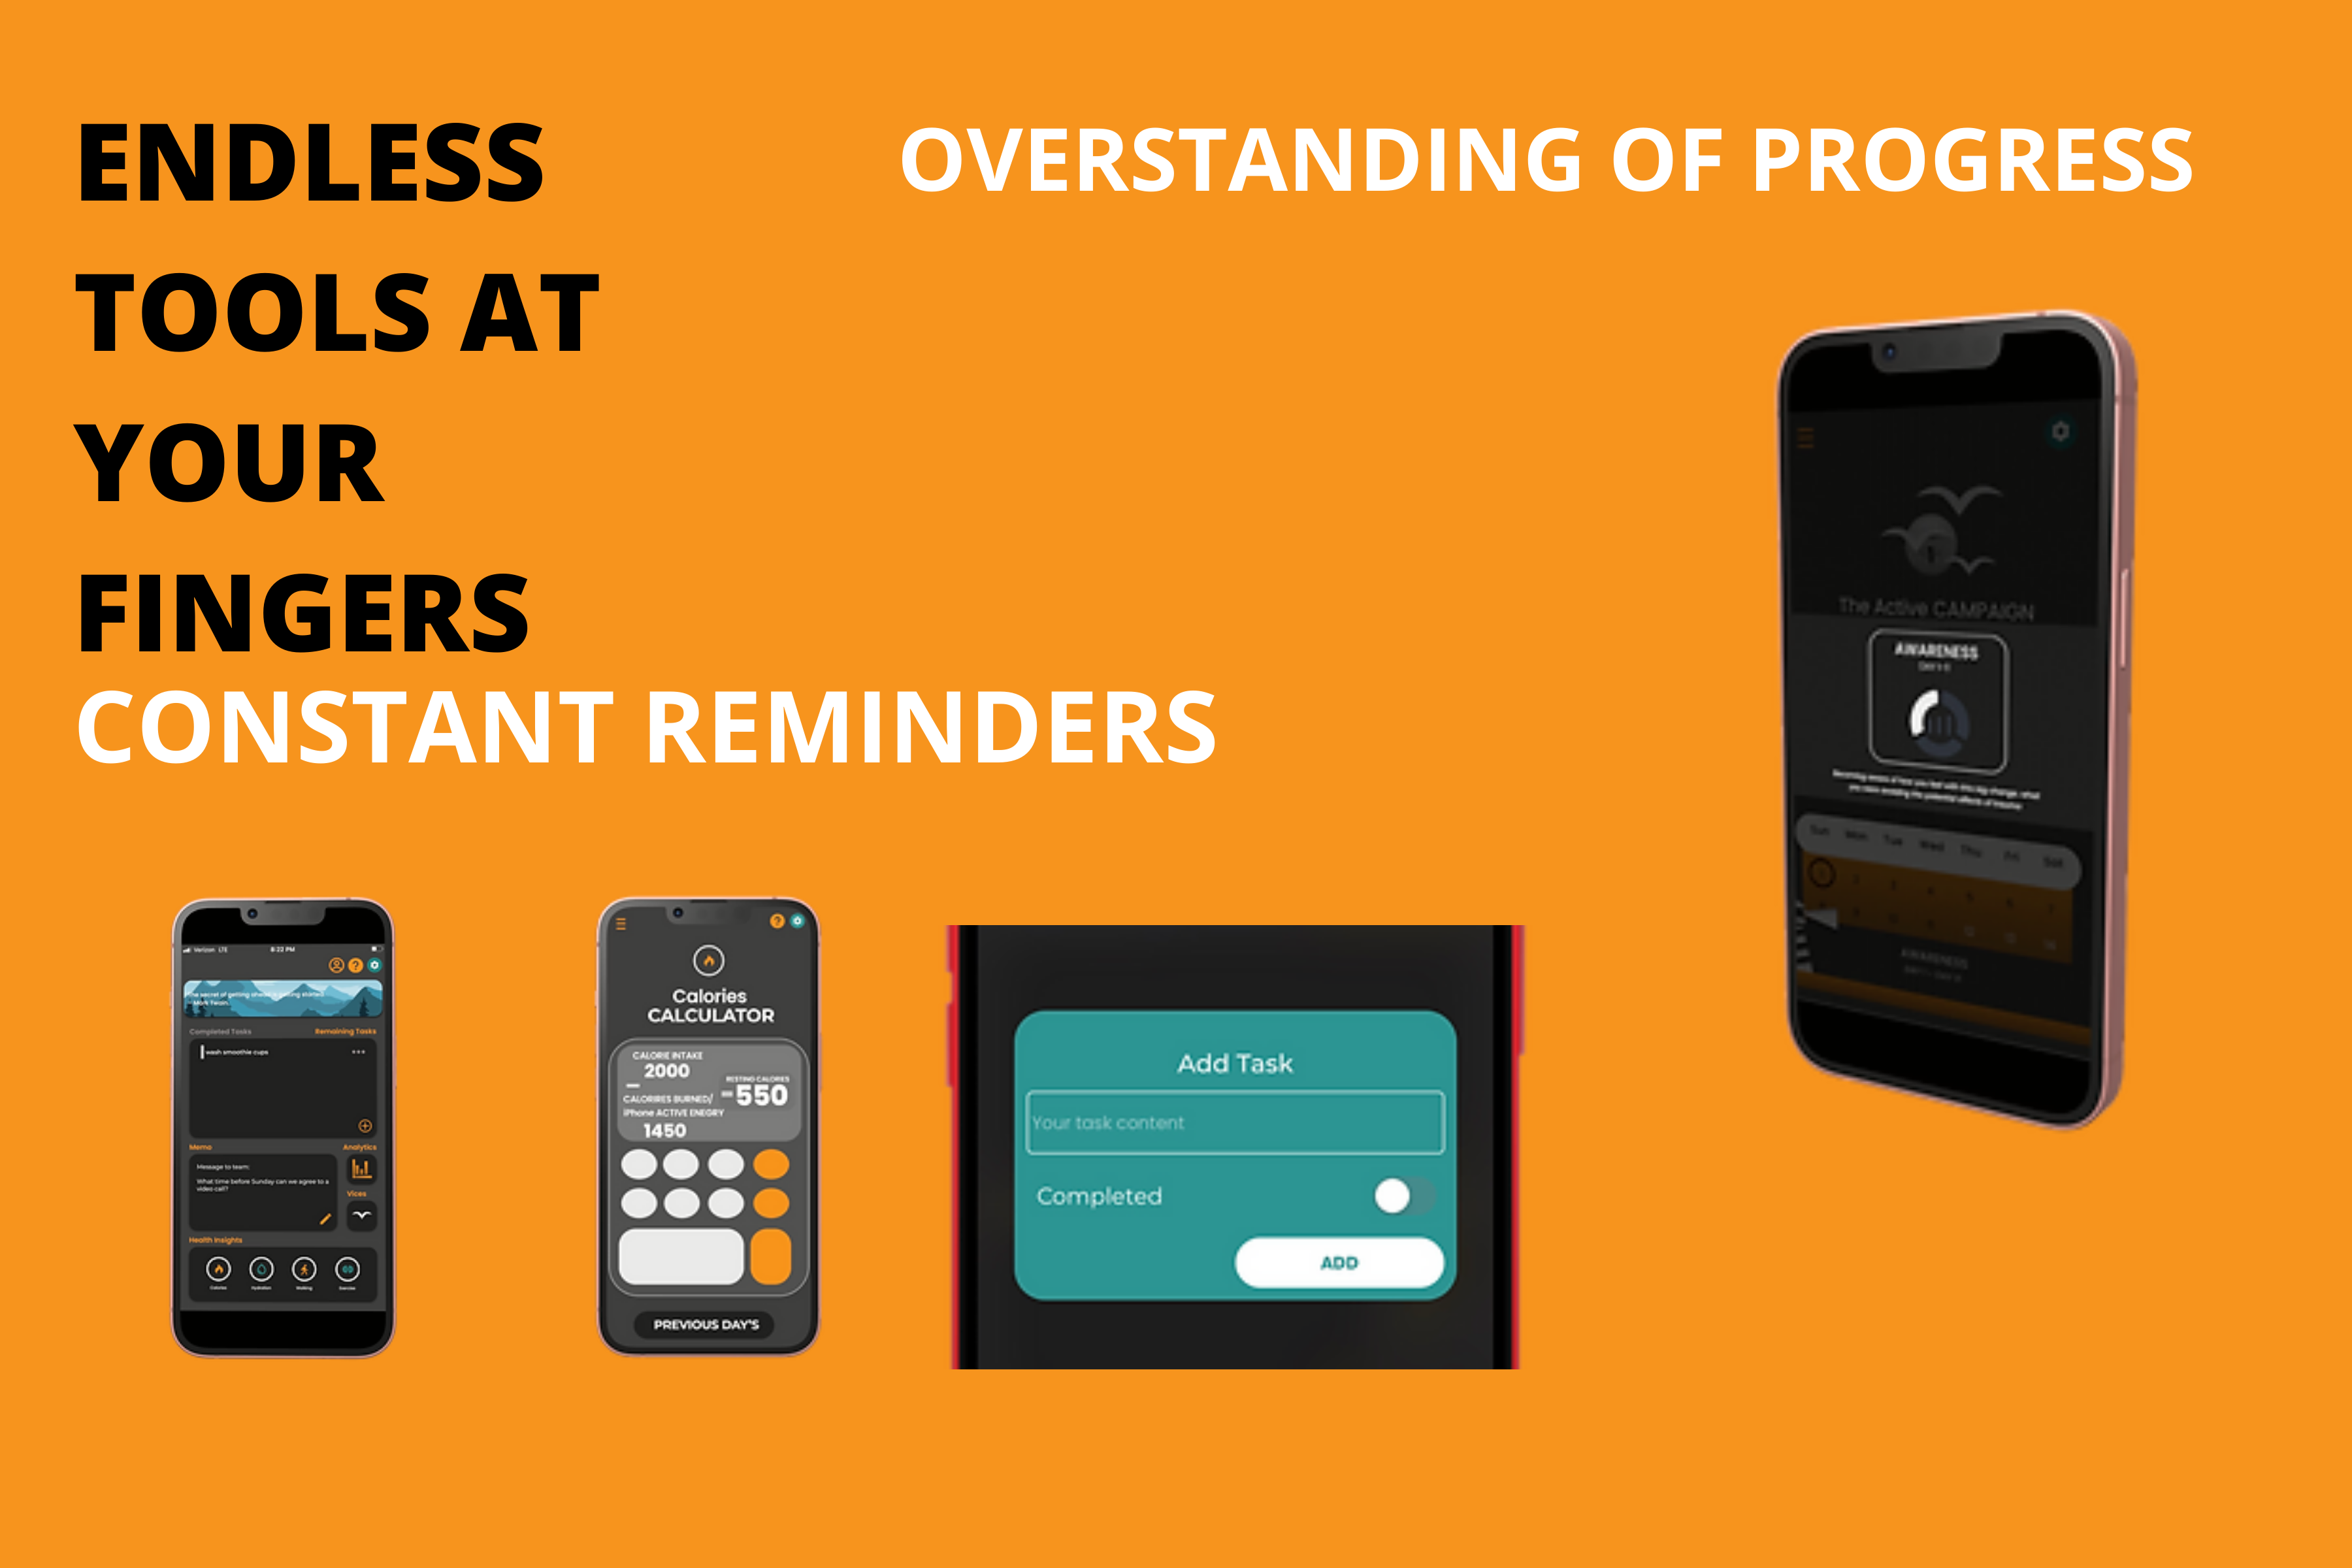 ENDLESS
TOOLS AT
YOUR
FINGERS
OVERSTANDING OF PROGRESS
CONSTANT REMINDERS
Verizon LTE
8:22 PM
The secret of getting ahead is getting started.
Mark Twain
Completed Tasks
Remaining Tasks
wash smoothie cups
Memo
Analytics
Message to team:
What time before Sunday can we agree to a
video call?
Vices
Health Insights
Calories
Hydration
Walking
Exercise
?
Calories
CALCULATOR
CALORIE INTAKE
2000
RESTING CALORIES
=550
CALORIRES BURNED/
iPhone ACTIVE ENEGRY
1450
PREVIOUS DAY'S
Add Task
Your task content
Completed
ADD
The Active CAMPAIGN
AWARENESS
Sun Mon Tue Wed Thu Fri Sat
AWARENESS